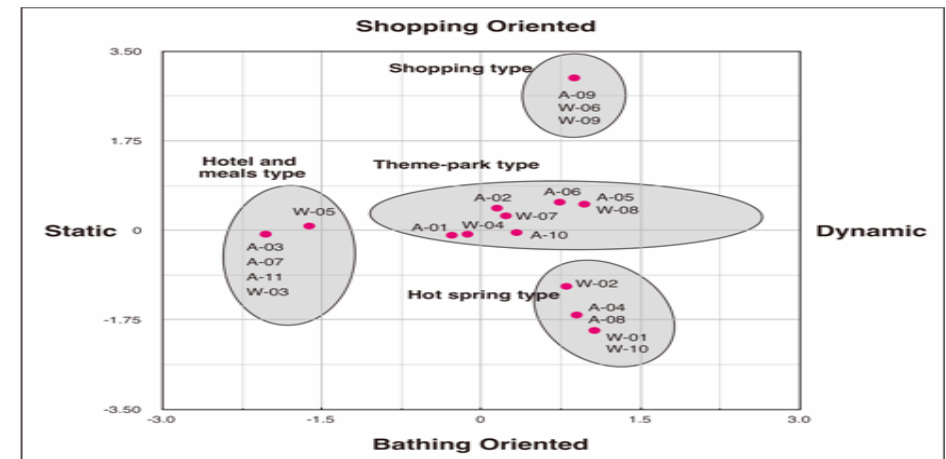 Shopping Oriented
3.50
Shopping type
A-09
W-06
W-09
1.75
Hotel and
meals type
Theme-park type
A-06
A-05
A-02
W-08
W-05
W-07
A-01
W-04
A-10
Static
0
Dynamic
A-03
A-07
A-11
W-03
W-02
Hot spring type
A-04
A-08
-1.75
W-01
W-10
-3.50
-3.0
-1.5
0
1.5
3.0
Bathing Oriented